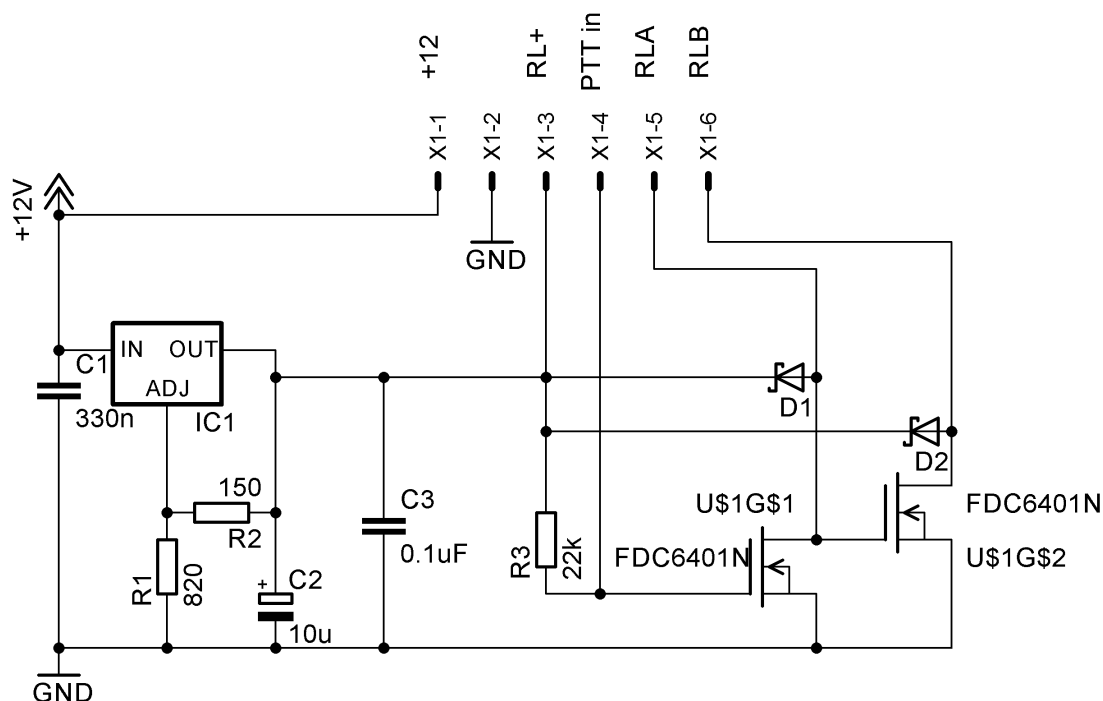 +12
RL+
PTT in
RLA
RLB
X1-1
X1-2
X1-3
X1-4
X1-5
X1-6
+12V
GND
C1
330n
IN
OUT
ADJ
IC1
D1
D2
150
R2
C3
0.1uF
R3
22k
U$1G$1
FDC6401N
FDC6401N
U$1G$2
R1
820
+
C2
10u
GND